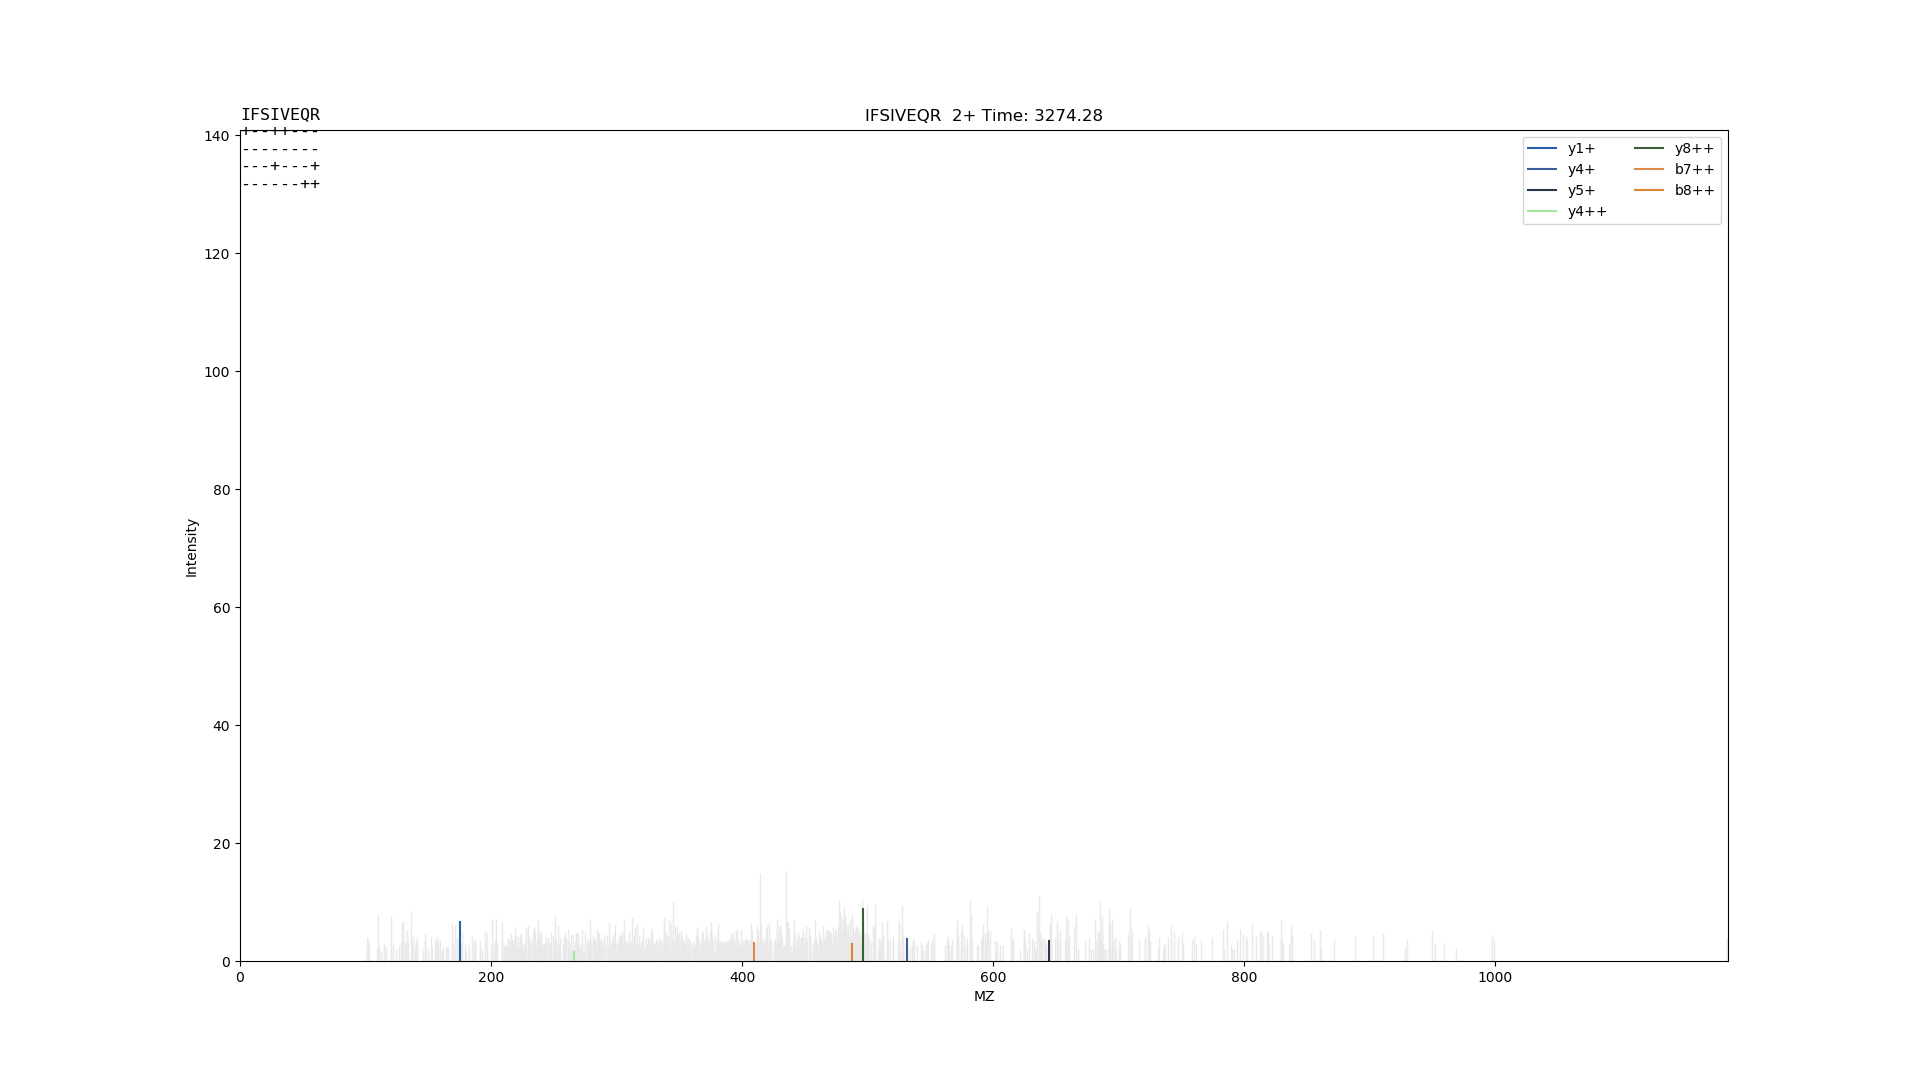 IFSIVEQR
IFSIVEQR  2+ Time: 3274.28
+--++---
--------
---+---+
------++
140
120
100
80
60
40
20
0
Intensity
y1+
y4+
y5+
y4++
y8++
b7++
b8++
0
200
400
600
800
1000
MZ